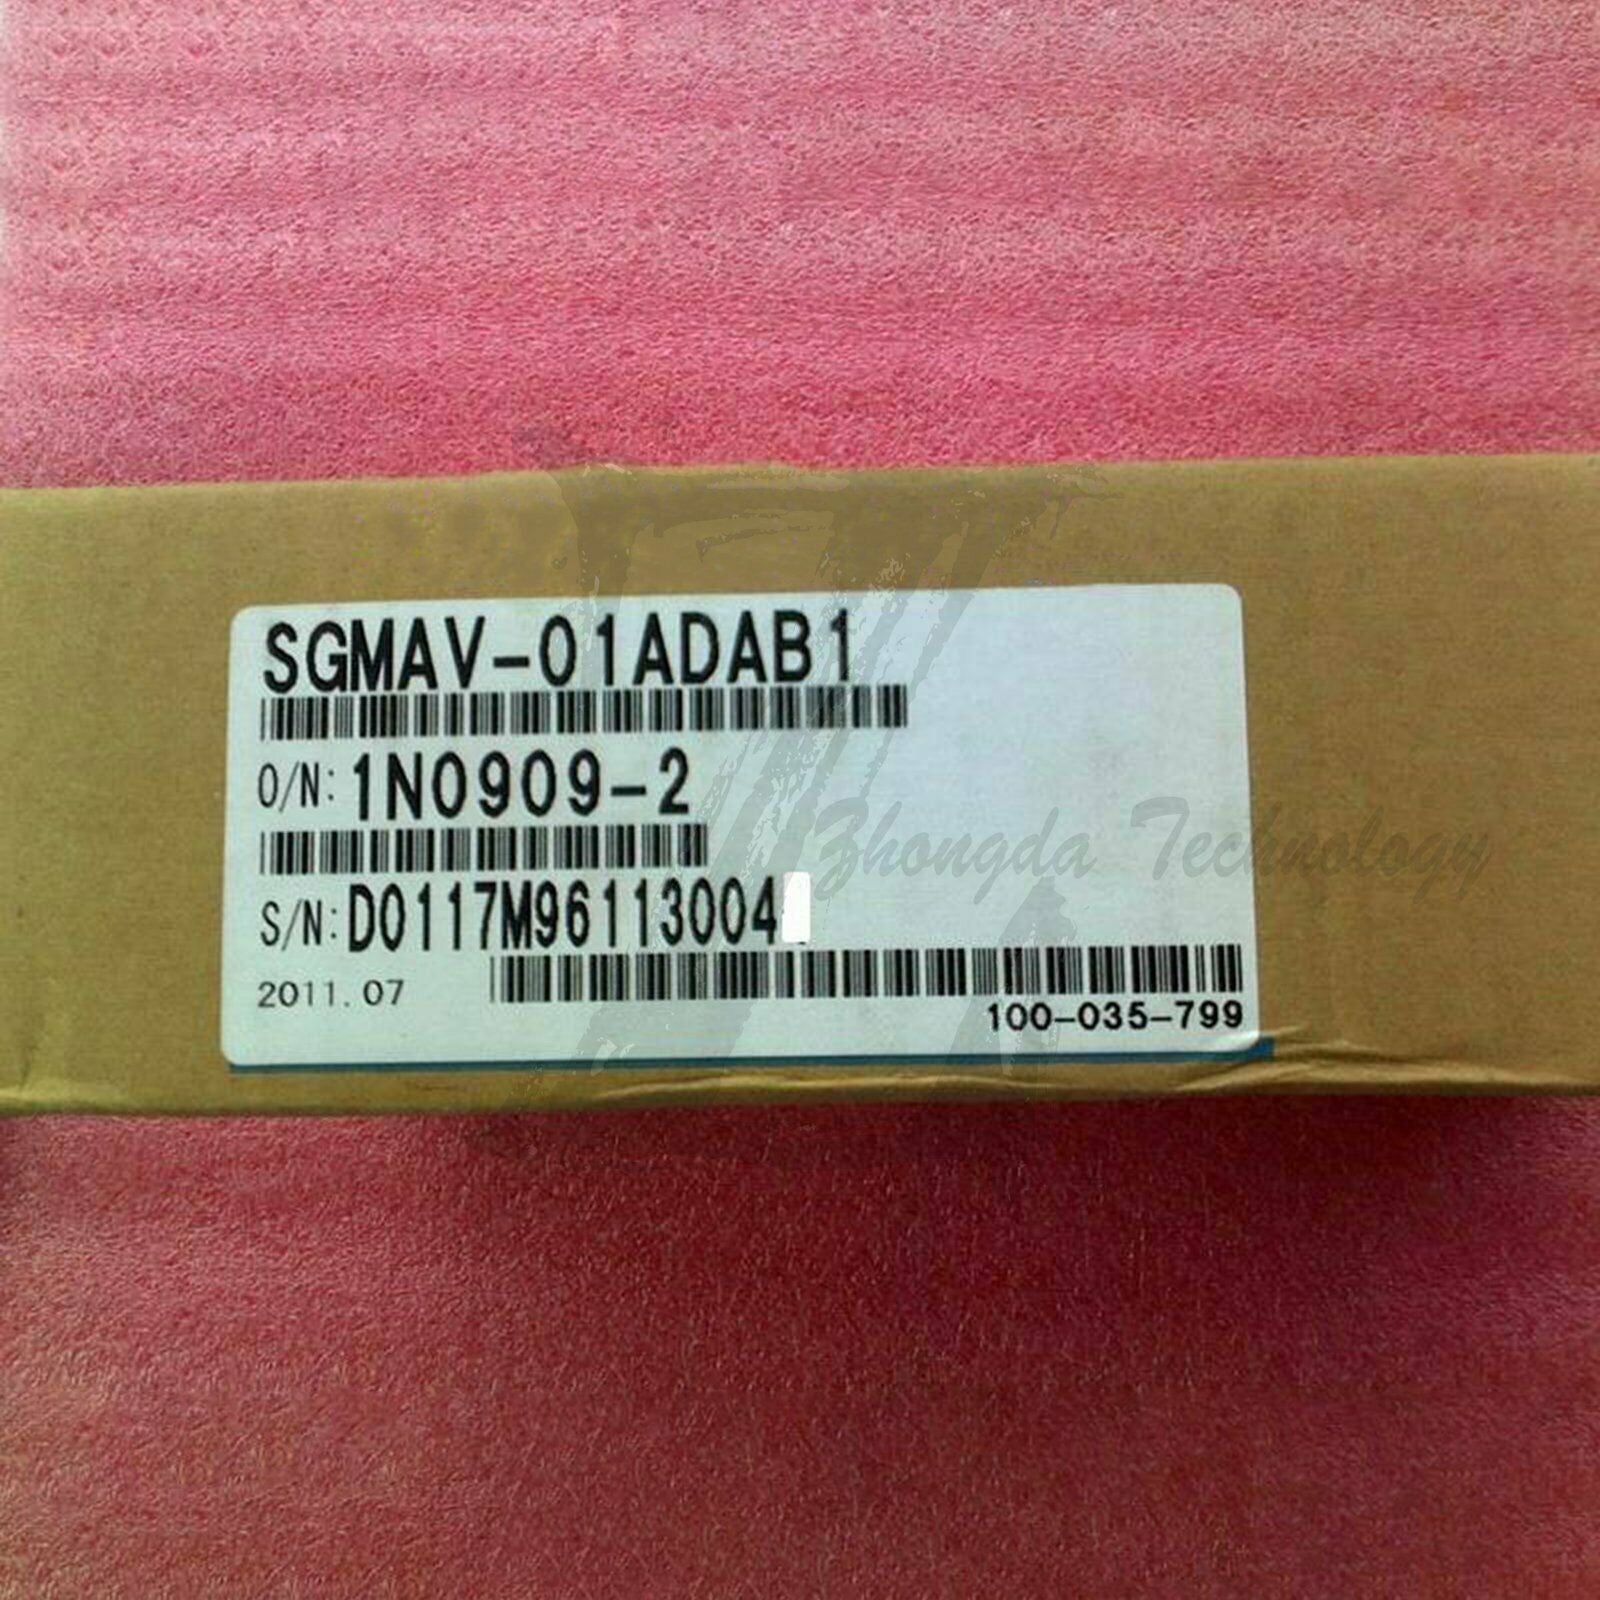 SGMAV-01ADAB1
O/N: 1N0909-2
S/N: D0117M96113004
2011.07
100-035-799
Zhongda Technology